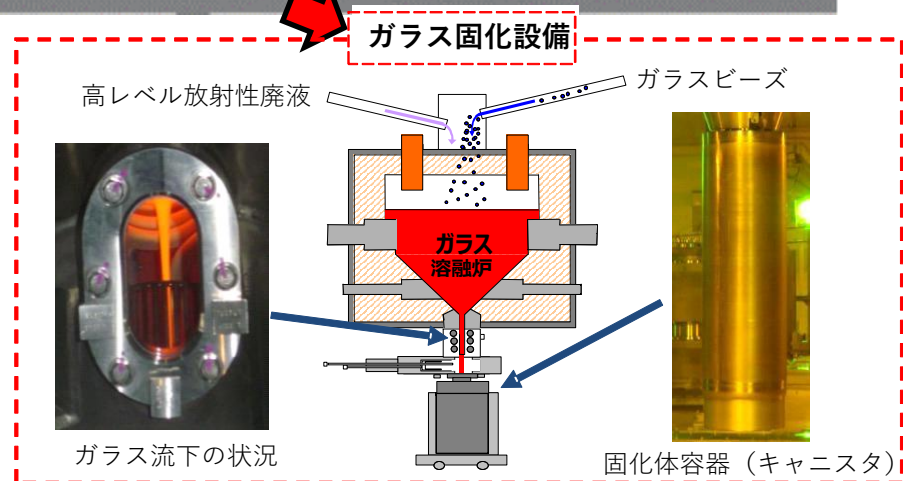 ガラス固化設備
高レベル放射性廃液
ガラスビーズ
ガラス
溶融炉
ガラス流下の状況
固化体容器（キャニスタ）